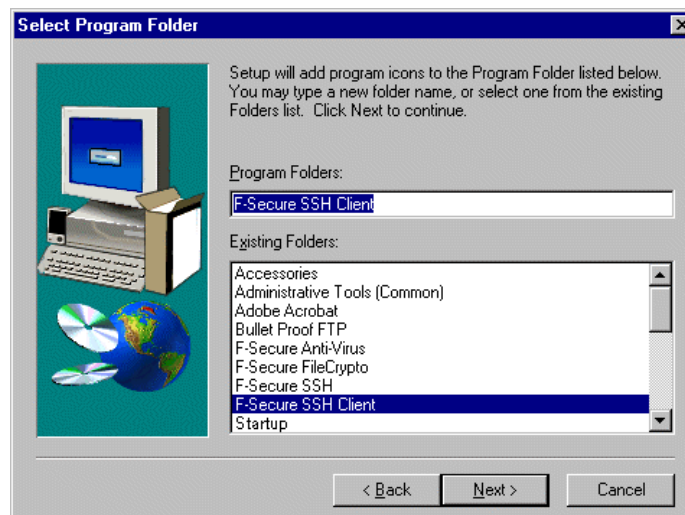 Select Program Folder
Setup will add program icons to the Program Folder listed below.
You may type a new folder name, or select one from the existing
Folders list. Click Next to continue.
Program Folders:
F-Secure SSH Client
Existing Folders:
Accessories
Administrative Tools (Common)
Adobe Acrobat
Bullet Proof FTP
F-Secure Anti-Virus
F-Secure FileCrypto
F-Secure SSH
F-Secure SSH Client
Startup
< Back
Next >
Cancel